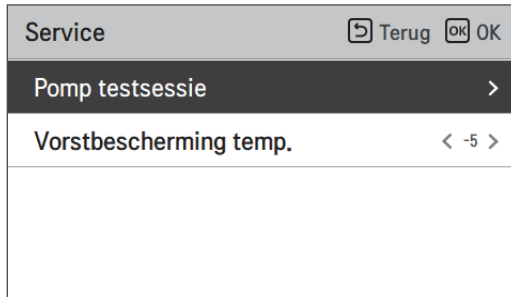 Service Terug OK OK
Pomp testsessie >
Vorstbescherming temp. < -5 >